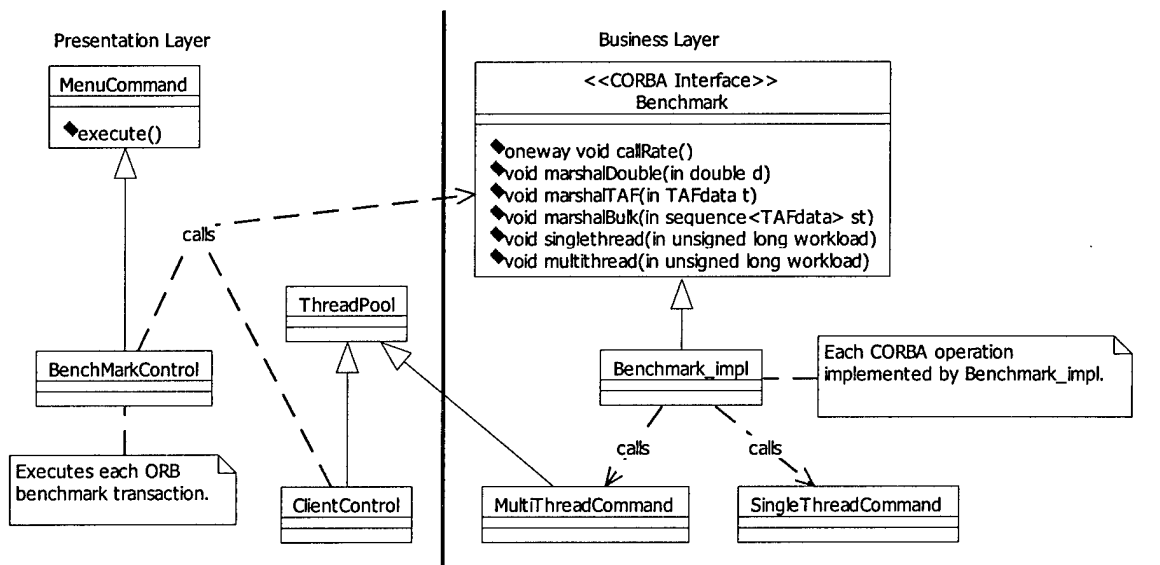 Presentation Layer
Business Layer
MenuCommand
execute()
<<CORBA Interface>>
Benchmark
oneway void callRate()
void marshalDouble(in double d)
void marshalTAF(in TAFdata t)
void marshalBulk(in sequence<TAFdata> st)
void singlethread(in unsigned long workload)
void multithread(in unsigned long workload)
calls
ThreadPool
BenchMarkControl
Benchmark_impl
Each CORBA operation
implemented by Benchmark_impl.
calls
calls
Executes each ORB
benchmark transaction.
ClientControl
MultiThreadCommand
SingleThreadCommand